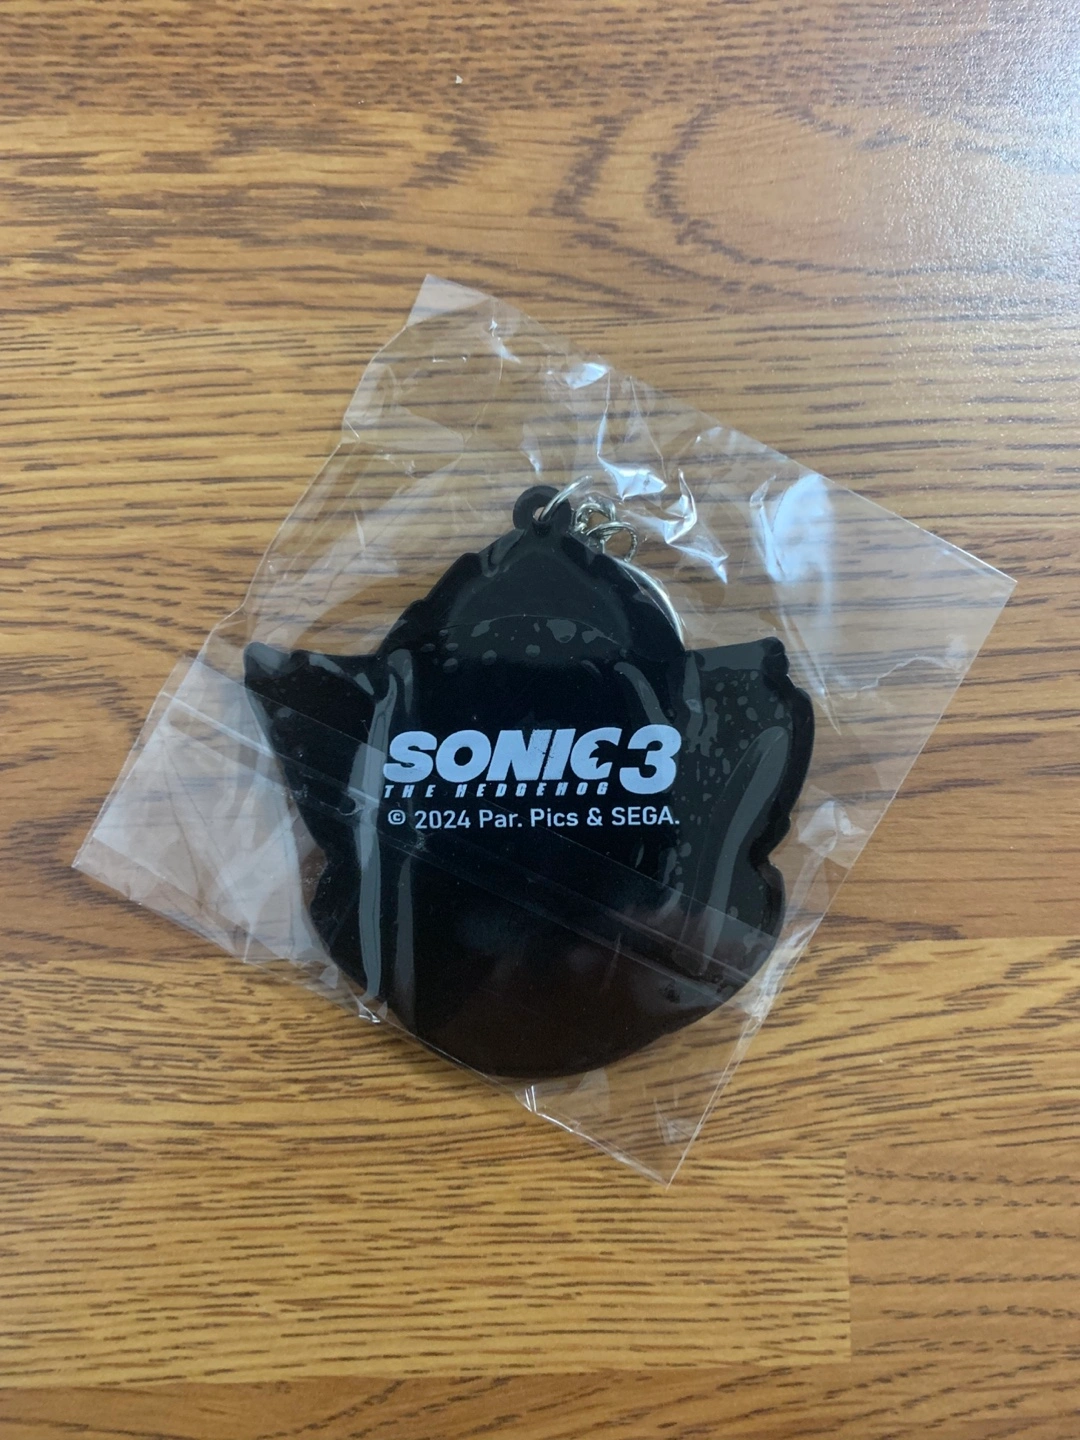 SONIC 3
THE HEDGEHOG
© 2024 Par. Pics & SEGA.